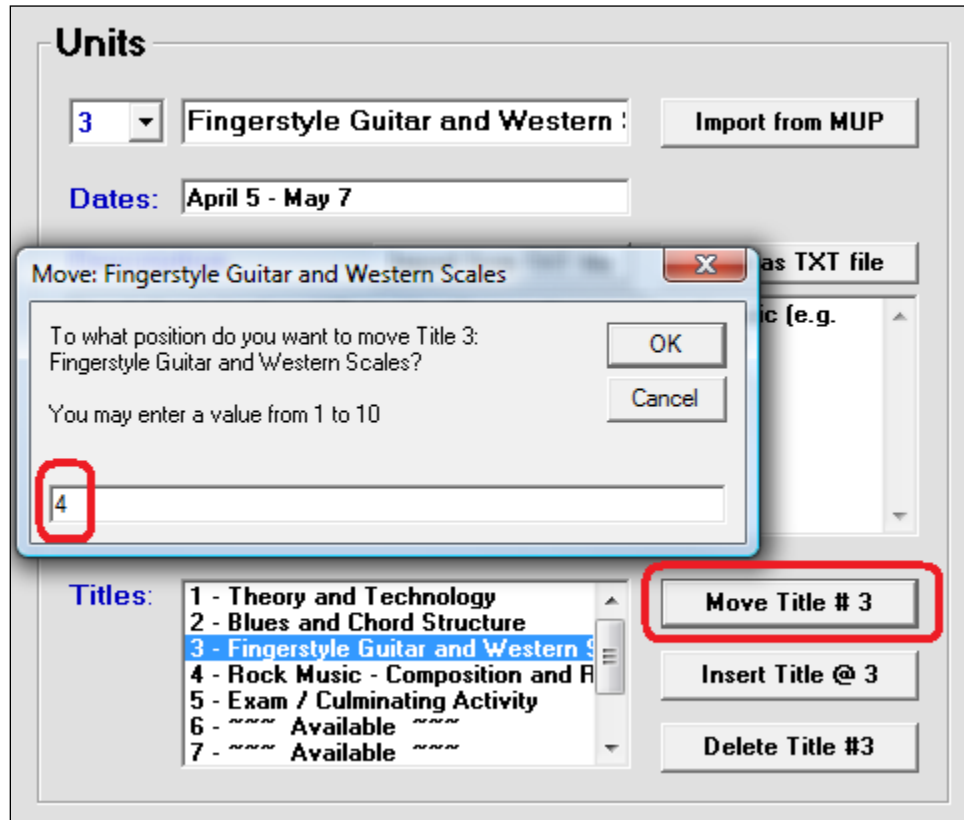 Units
3
Fingerstyle Guitar and Western
Import from MUP
Dates:
April 5 - May 7
Move: Fingerstyle Guitar and Western Scales
as TXT file
To what position do you want to move Title 3:
Fingerstyle Guitar and Western Scales?
OK
ic (e.g.
You may enter a value from 1 to 10
Cancel
4
Titles:
1 - Theory and Technology
2 - Blues and Chord Structure
3 - Fingerstyle Guitar and Western S
4 - Rock Music - Composition and R
5 - Exam / Culminating Activity
6 - ~~~ Available ~~~
7 - ~~~ Available ~~~
Move Title # 3
Insert Title @ 3
Delete Title #3